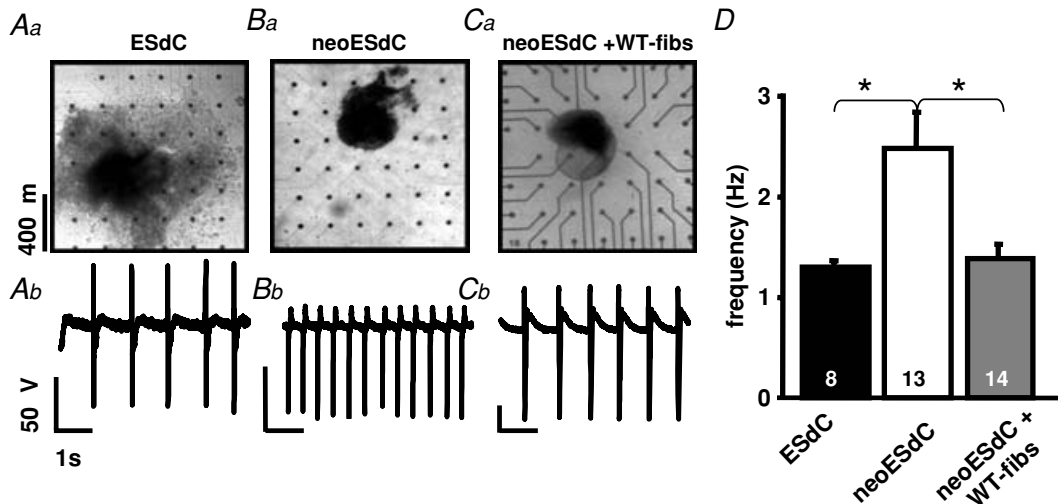 Aa
ESdC
Ba
neoESdC
Ca
neoESdC +WT-fibs
D
400 m
Ab
Bb
Cb
50 V
1s
frequency (Hz)
3
2
1
0
* *
8
13
14
ESdC
neoESdC
neoESdC +
WT-fibs